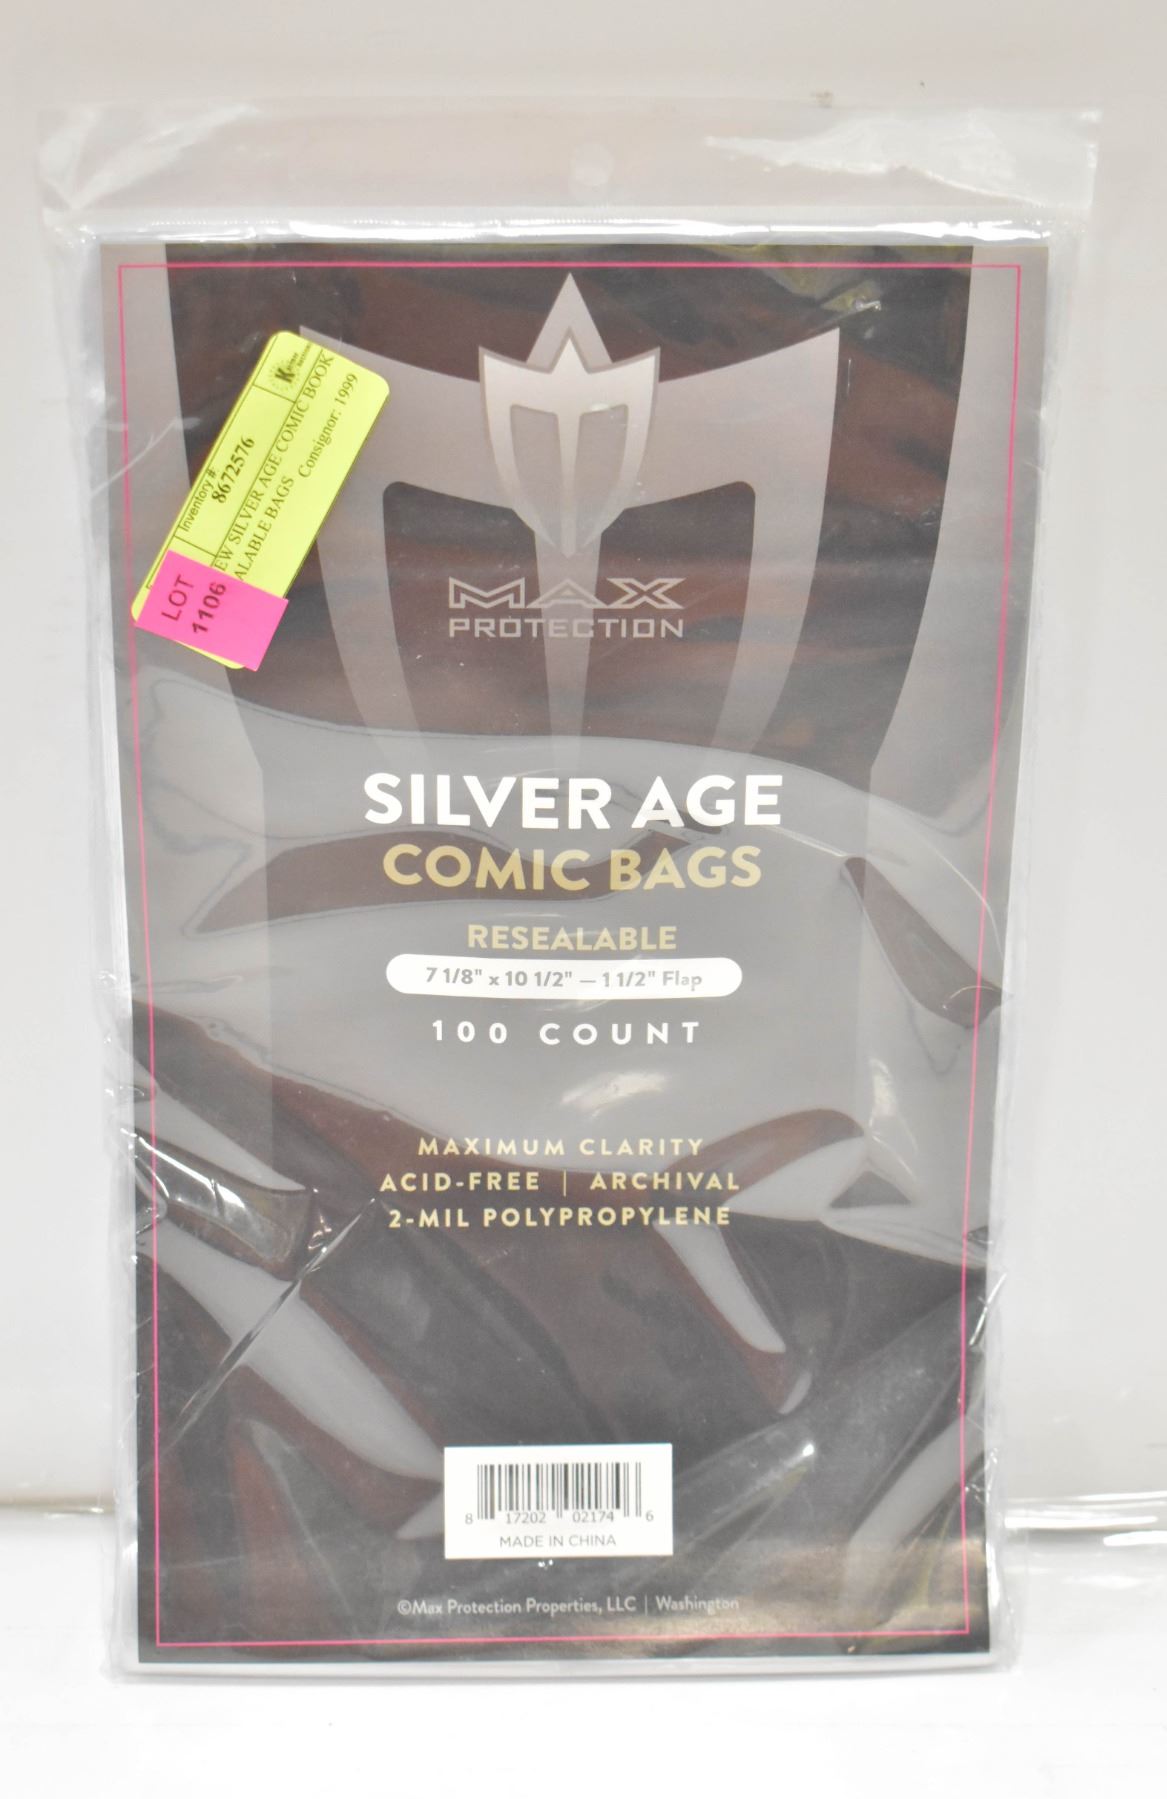 Inventory #
8672576
EW SILVER AGE COMIC BOOK
ALABLE BAGS Consignor: 1999
LOT
1106
MAX
PROTECTION
SILVER AGE
COMIC BAGS
RESEALABLE
7 1/8" x 10 1/2" — 1 1/2" Flap
100 COUNT
MAXIMUM CLARITY
ACID-FREE | ARCHIVAL
2-MIL POLYPROPYLENE
8 17202 02174 6
MADE IN CHINA
©Max Protection Properties, LLC | Washington